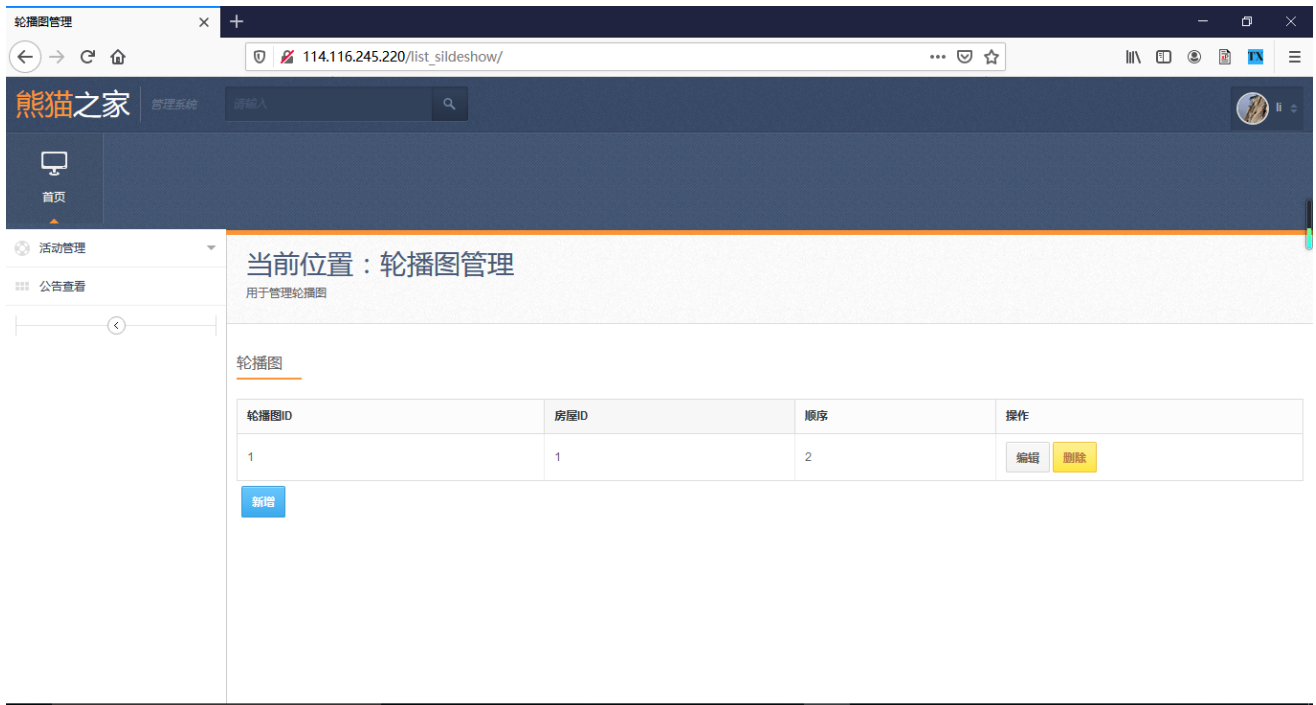 轮播图管理
114.116.245.220/list_sildeshow/
TX
熊猫之家 管理系统 请输入 li
首页
活动管理
公告查看
当前位置：轮播图管理
用于管理轮播图
轮播图
轮播图ID 房屋ID 顺序 操作
1 1 2 编辑 删除
新增